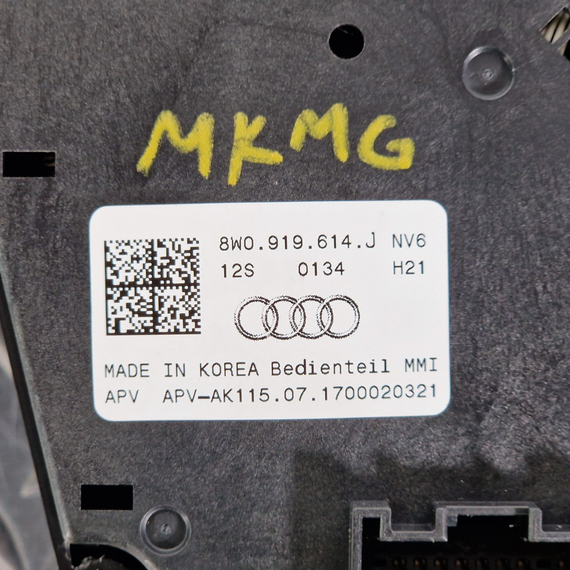 MKMG
8W0.919.614.J NV6
12S 0134 H21
MADE IN KOREA Bedienteil MMI
APV APV-AK115.07.1700020321